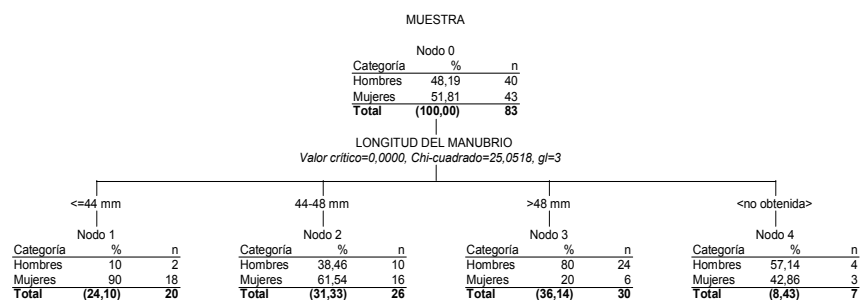 MUESTRA
Nodo 0
Categoría % n
Hombres 48,19 40
Mujeres 51,81 43
Total (100,00) 83
LONGITUD DEL MANUBRIO
Valor crítico=0,0000, Chi-cuadrado=25,0518, gl=3
<=44 mm 44-48 mm >48 mm <no obtenida>
Nodo 1 Nodo 2 Nodo 3 Nodo 4
Categoría % n Categoría % n Categoría % n Categoría % n
Hombres 10 2 Hombres 38,46 10 Hombres 80 24 Hombres 57,14 4
Mujeres 90 18 Mujeres 61,54 16 Mujeres 20 6 Mujeres 42,86 3
Total (24,10) 20 Total (31,33) 26 Total (36,14) 30 Total (8,43) 7